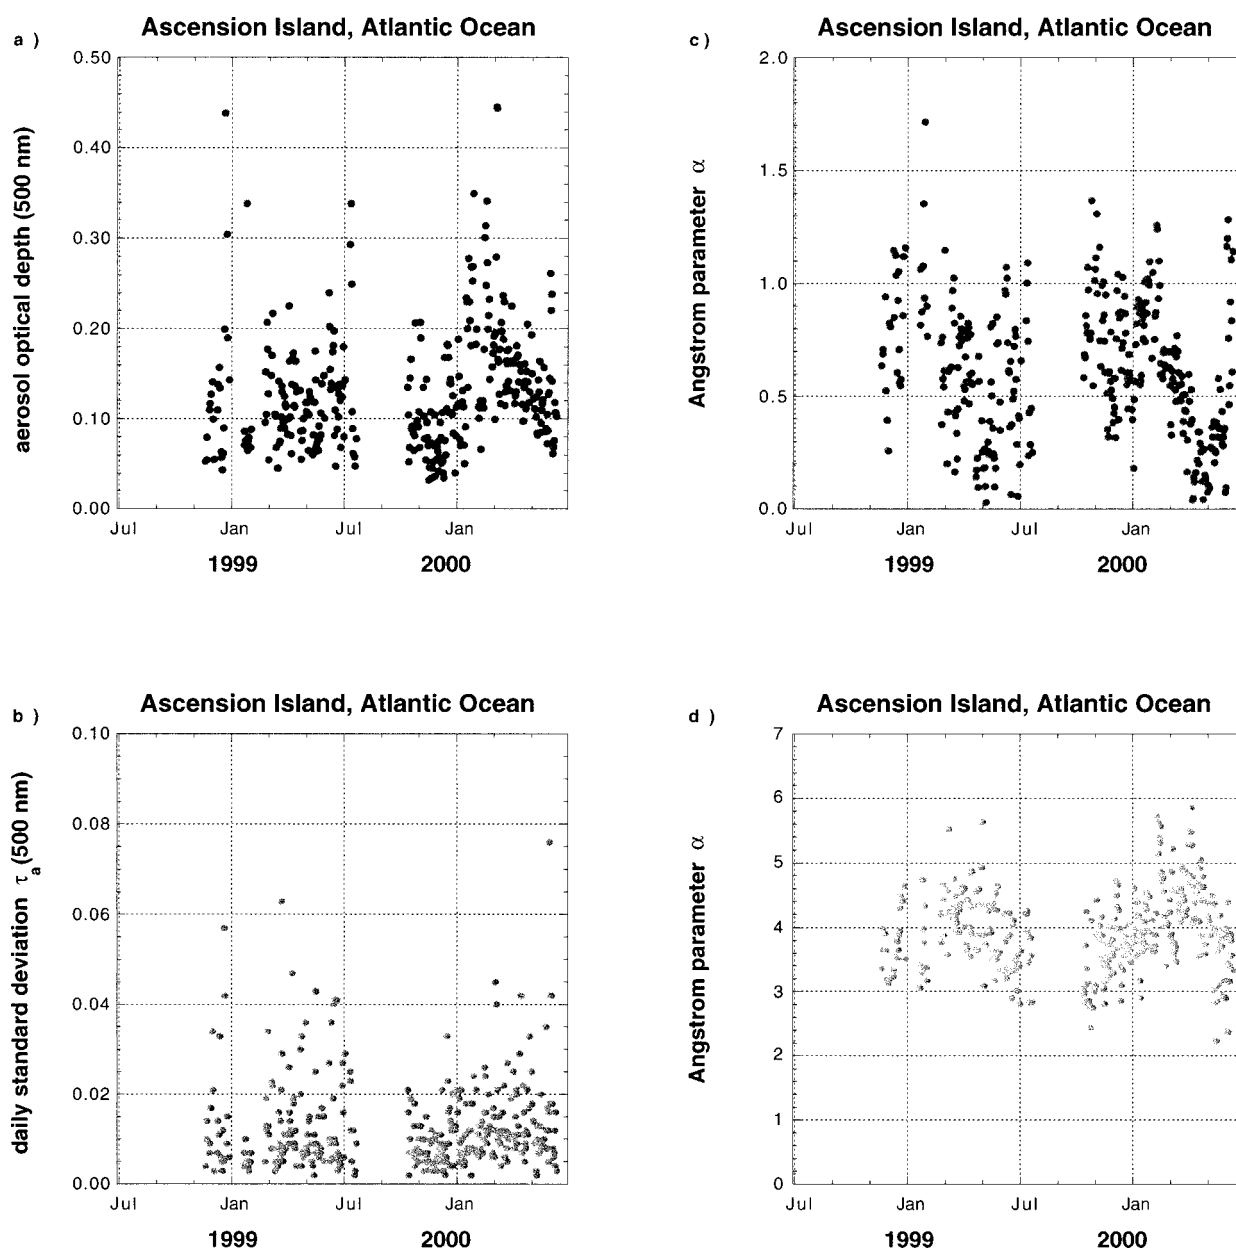 a )
Ascension Island, Atlantic Ocean
aerosol optical depth (500 nm)
0.50
0.40
0.30
0.20
0.10
0.00
Jul
Jan
Jul
Jan
1999
2000
c)
Ascension Island, Atlantic Ocean
Angstrom parameter α
2.0
1.5
1.0
0.5
0.0
Jul
Jan
Jul
Jan
1999
2000
b )
Ascension Island, Atlantic Ocean
daily standard deviation τa(500 nm)
0.10
0.08
0.06
0.04
0.02
0.00
Jul
Jan
Jul
Jan
1999
2000
d )
Ascension Island, Atlantic Ocean
Angstrom parameter α
7
6
5
4
3
2
1
0
Jul
Jan
Jul
Jan
1999
2000